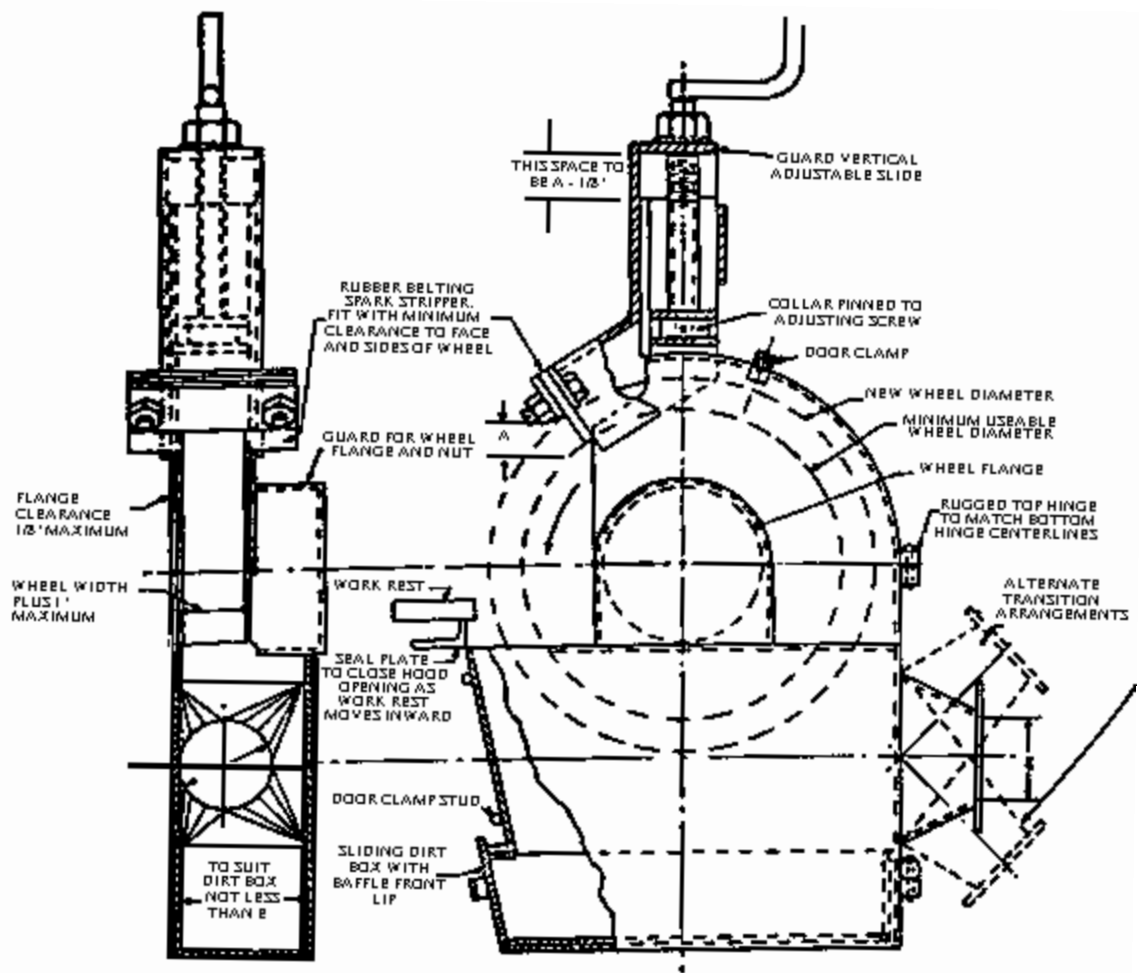 THIS SPACE TO
BE A - 1/8"
GUARD VERTICAL
ADJUSTABLE SLIDE
RUBBER BELTING
SPARK STRIPPER.
FIT WITH MINIMUM
CLEARANCE TO FACE
AND SIDES OF WHEEL
COLLAR PINNED TO
ADJUSTING SCREW
DOOR CLAMP
NEW WHEEL DIAMETER
MINIMUM USEABLE
WHEEL DIAMETER
A
GUARD FOR WHEEL
FLANGE AND NUT
WHEEL FLANGE
FLANGE
CLEARANCE
1/8" MAXIMUM
RUGGED TOP HINGE
TO MATCH BOTTOM
HINGE CENTERLINES
WHEEL WIDTH
PLUS 1"
MAXIMUM
WORK REST
ALTERNATE
TRANSITION
ARRANGEMENTS
SEAL PLATE
TO CLOSE HOOD
OPENING AS
WORK REST
MOVES INWARD
DOOR CLAMP STUD
SLIDING DIRT
BOX WITH
BAFFLE FRONT
LIP
TO SUIT
DIRT BOX
NOT LESS
THAN B